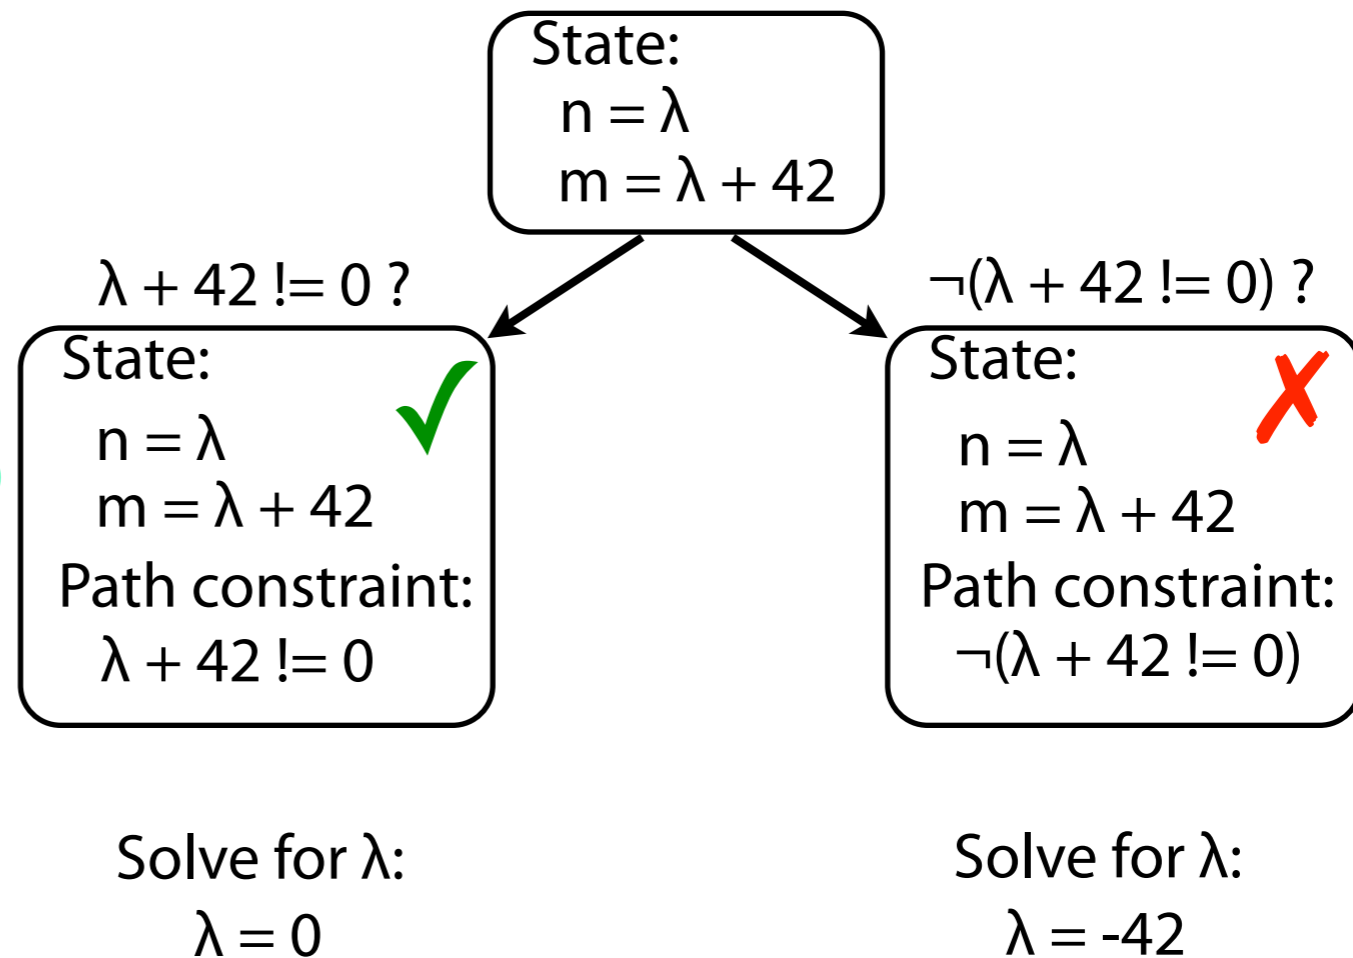 State:
n = λ
m = λ + 42
λ + 42 != 0 ?
¬(λ + 42 != 0) ?
State:
n = λ
m = λ + 42
Path constraint:
λ + 42 != 0
State:
n = λ
m = λ + 42
Path constraint:
¬(λ + 42 != 0)
Solve for λ:
λ = 0
Solve for λ:
λ = -42